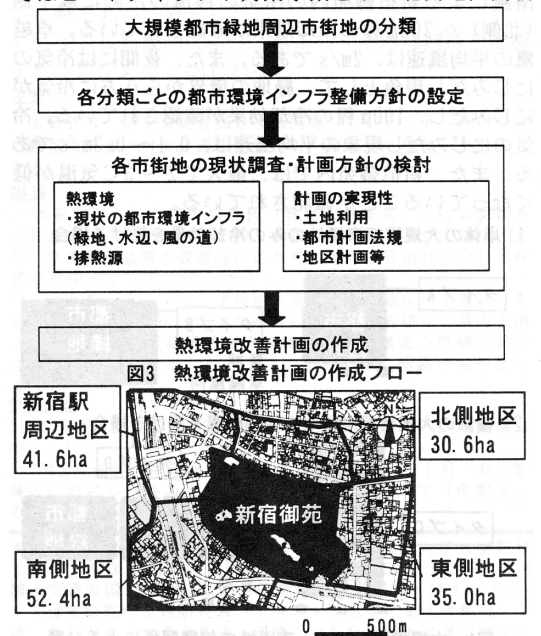 大規模都市緑地周辺市街地の分類
各分類ごとの都市環境インフラ整備方針の設定
各市街地の現状調査・計画方針の検討
熱環境
・現状の都市環境インフラ
(緑地、水辺、風の道)
・排熱源
計画の実現性
・土地利用
・都市計画法規
・地区計画等
熱環境改善計画の作成
図3 熱環境改善計画の作成フロー
新宿駅
周辺地区
41.6ha
北側地区
30.6ha
N
新宿御苑
南側地区
52.4ha
東側地区
35.0ha
0 500m